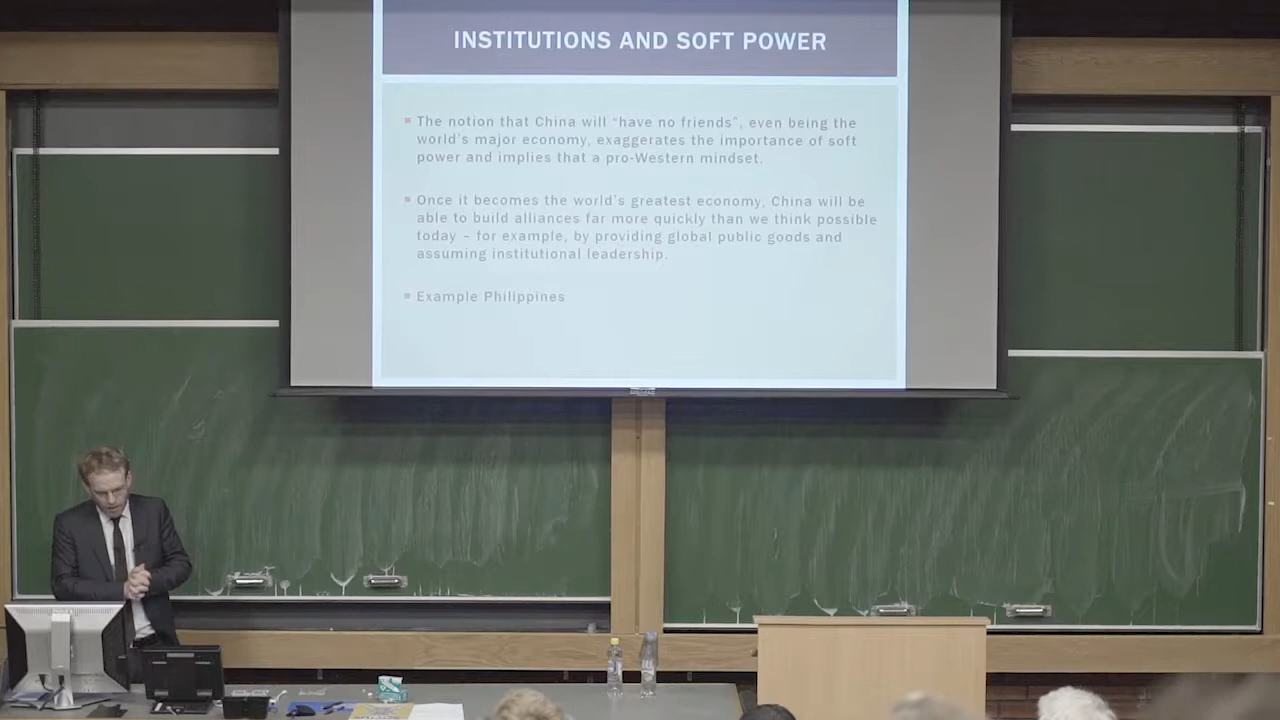 INSTITUTIONS AND SOFT POWER
▪ The notion that China will "have no friends", even being the
world's major economy, exaggerates the importance of soft
power and implies that a pro-Western mindset.
▪ Once it becomes the world's greatest economy, China will be
able to build alliances far more quickly than we think possible
today – for example, by providing global public goods and
assuming institutional leadership.
▪ Example Philippines